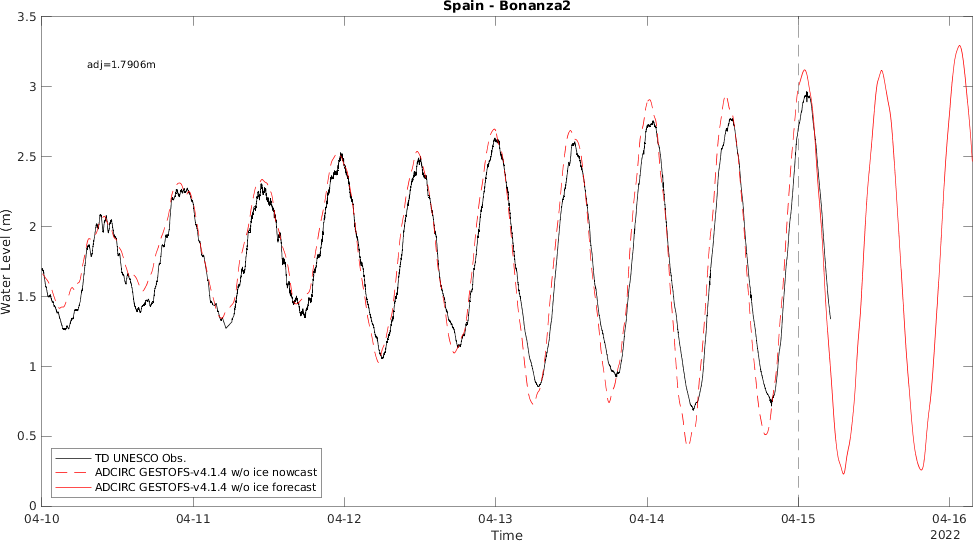 Spain - Bonanza2
3.5
3
2.5
2
1.5
1
0.5
0
Water Level (m)
adj=1.7906m
TD UNESCO Obs.
ADCIRC GESTOFS-v4.1.4 w/o ice nowcast
ADCIRC GESTOFS-v4.1.4 w/o ice forecast
04-10 04-11 04-12 04-13 04-14 04-15 04-16
Time
2022